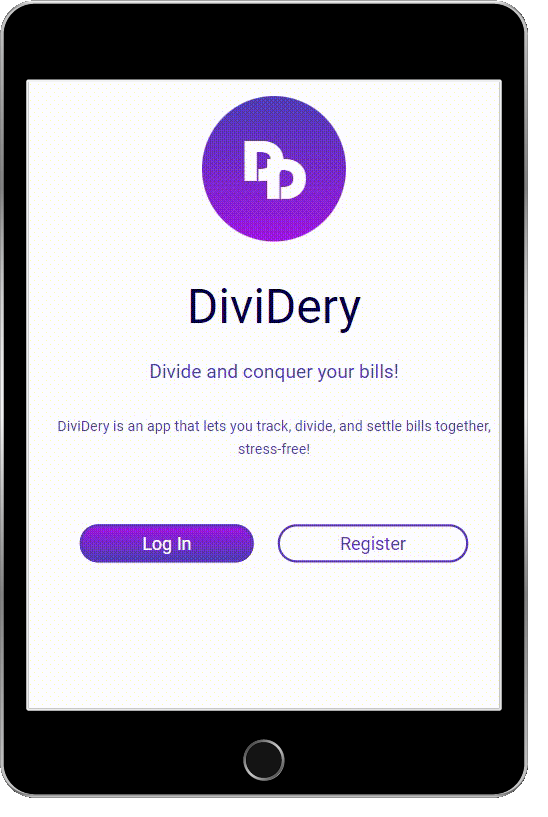 DD
DiviDery
Divide and conquer your bills!
DiviDery is an app that lets you track, divide, and settle bills together,
stress-free!
Log In
Register